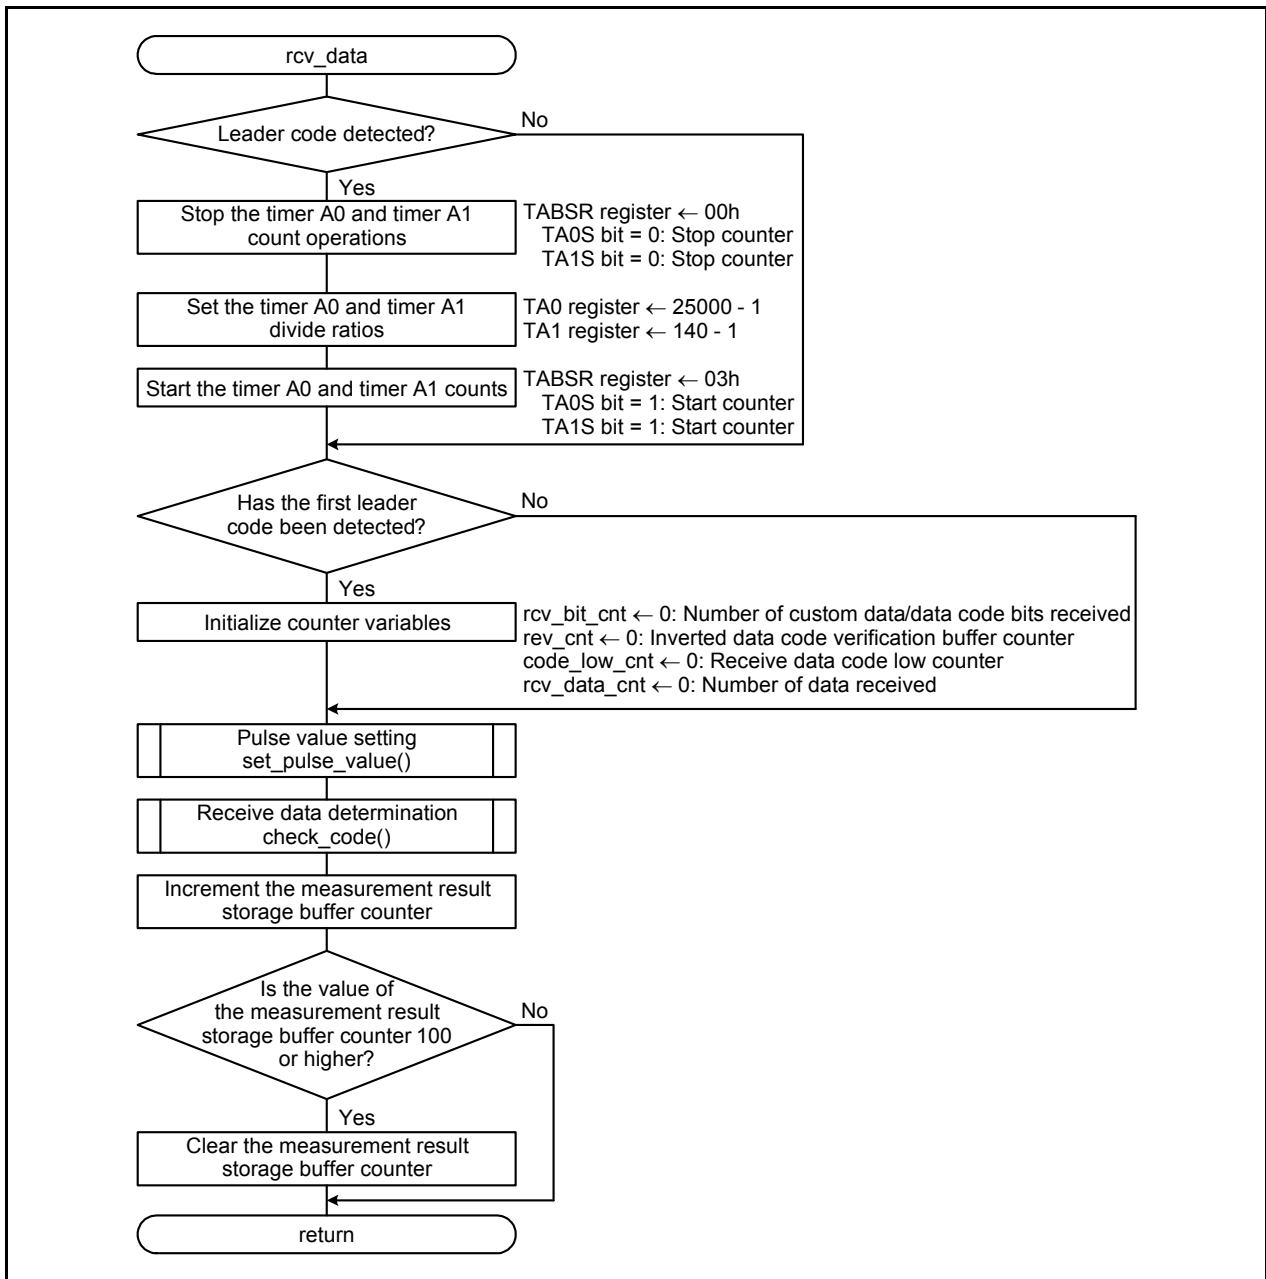 rcv_data
Leader code detected?
No
Yes
Stop the timer A0 and timer A1
count operations
TABSR register ← 00h
TA0S bit = 0: Stop counter
TA1S bit = 0: Stop counter
Set the timer A0 and timer A1
divide ratios
TA0 register ← 25000 - 1
TA1 register ← 140 - 1
Start the timer A0 and timer A1 counts
TABSR register ← 03h
TA0S bit = 1: Start counter
TA1S bit = 1: Start counter
Has the first leader
code been detected?
No
Yes
Initialize counter variables
rcv_bit_cnt ← 0: Number of custom data/data code bits received
rev_cnt ← 0: Inverted data code verification buffer counter
code_low_cnt ← 0: Receive data code low counter
rcv_data_cnt ← 0: Number of data received
Pulse value setting
set_pulse_value()
Receive data determination
check_code()
Increment the measurement result
storage buffer counter
Is the value of
the measurement result
storage buffer counter 100
or higher?
No
Yes
Clear the measurement result
storage buffer counter
return